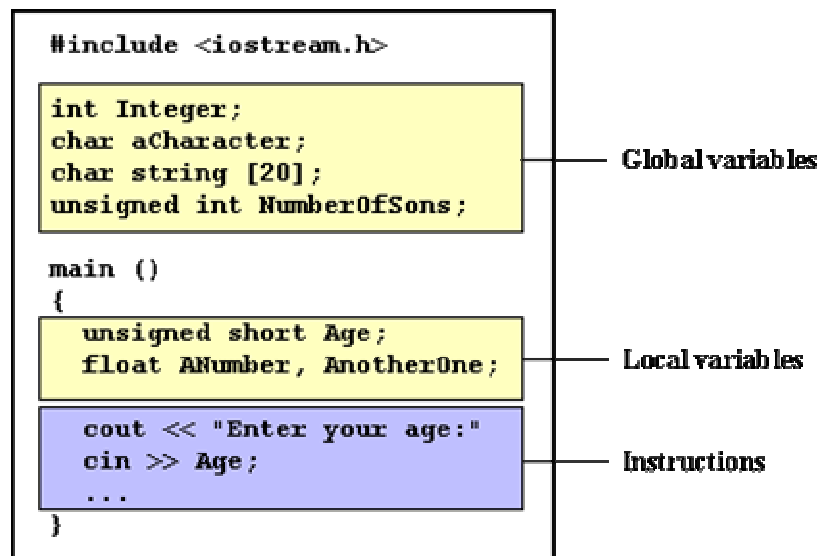 #include <iostream.h>
int Integer;
char aCharacter;
char string [20];
unsigned int NumberOfSons;
Global variables
main ()
{
unsigned short Age;
float ANumber, AnotherOne;
Local variables
cout << "Enter your age:"
cin >> Age;
...
Instructions
}